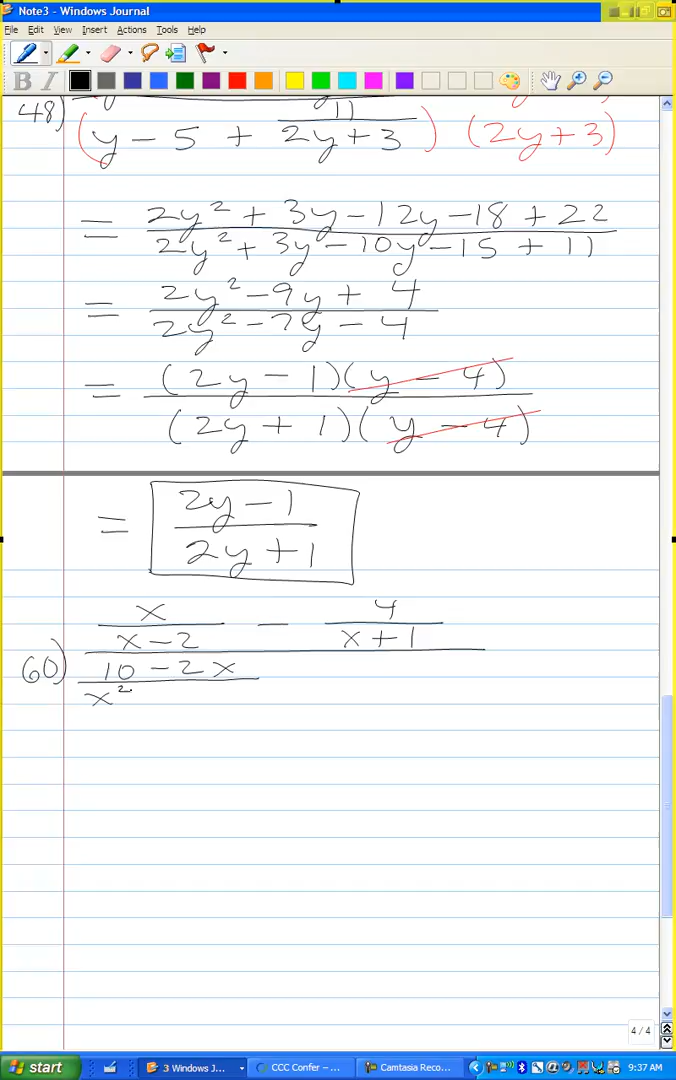 Note3 - Windows Journal
File Edit View Insert Actions Tools Help
B I
11
48) (y - 5 + 2y + 3) (2y + 3)
= 2y² + 3y - 12y - 18 + 22
2y² + 3y - 10y - 15 + 11
= 2y² - 9y + 4
2y² - 7y - 4
= (2y - 1)(y - 4)
(2y + 1)(y - 4)
= 2y - 1
2y + 1
x - 4
x - 2 x + 1
60) 10 - 2x
x²
4 / 4
start 3 Windows J... CCC Confer – ... Camtasia Reco... 9:37 AM